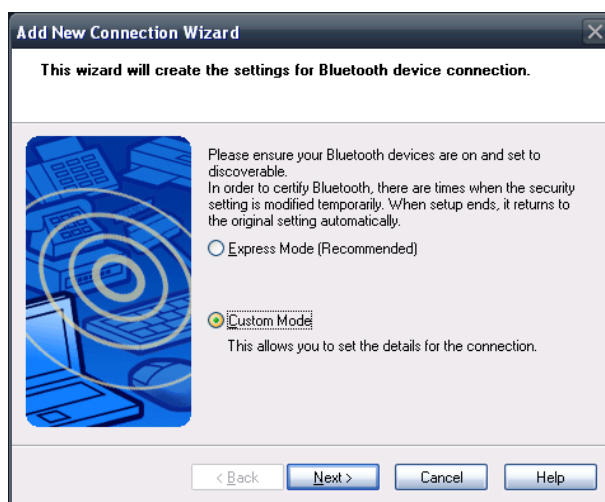 Add New Connection Wizard
This wizard will create the settings for Bluetooth device connection.
Please ensure your Bluetooth devices are on and set to
discoverable.
In order to certify Bluetooth, there are times when the security
setting is modified temporarily. When setup ends, it returns to
the original setting automatically.
Express Mode (Recommended)
Custom Mode
This allows you to set the details for the connection.
< Back Next > Cancel Help